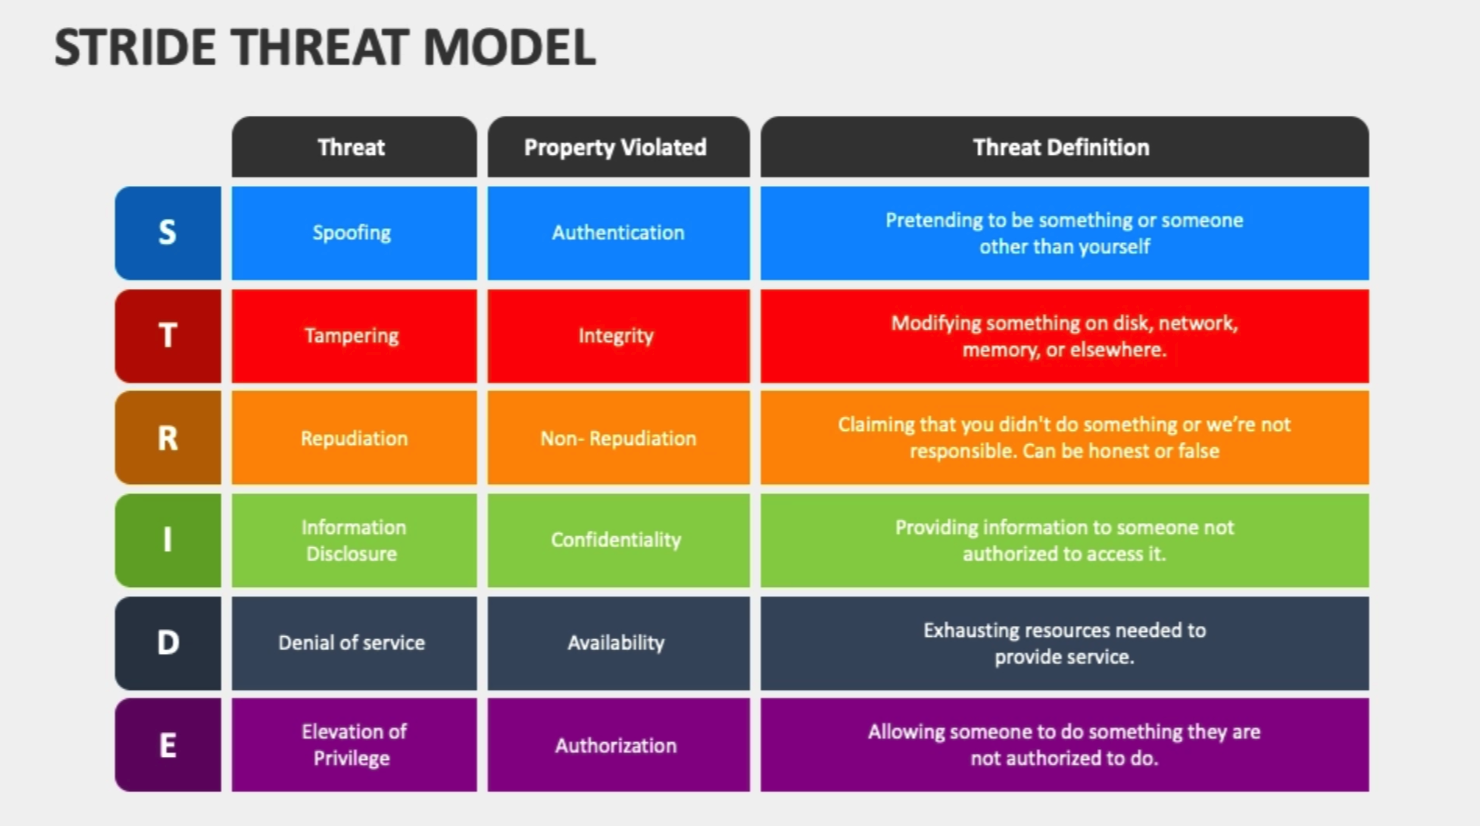 STRIDE THREAT MODEL
Threat
Property Violated
Threat Definition
S
Spoofing
Authentication
Pretending to be something or someone
other than yourself
T
Tampering
Integrity
Modifying something on disk, network,
memory, or elsewhere.
R
Repudiation
Non- Repudiation
Claiming that you didn't do something or we’re not
responsible. Can be honest or false
I
Information
Disclosure
Confidentiality
Providing information to someone not
authorized to access it.
D
Denial of service
Availability
Exhausting resources needed to
provide service.
E
Elevation of
Privilege
Authorization
Allowing someone to do something they are
not authorized to do.